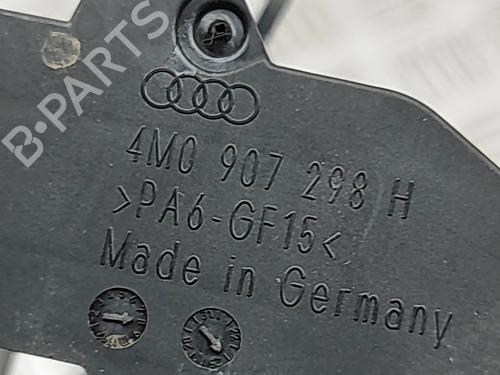 B-PARTS
4M0 907 298 H
>PA6-GF15<
Made in Germany